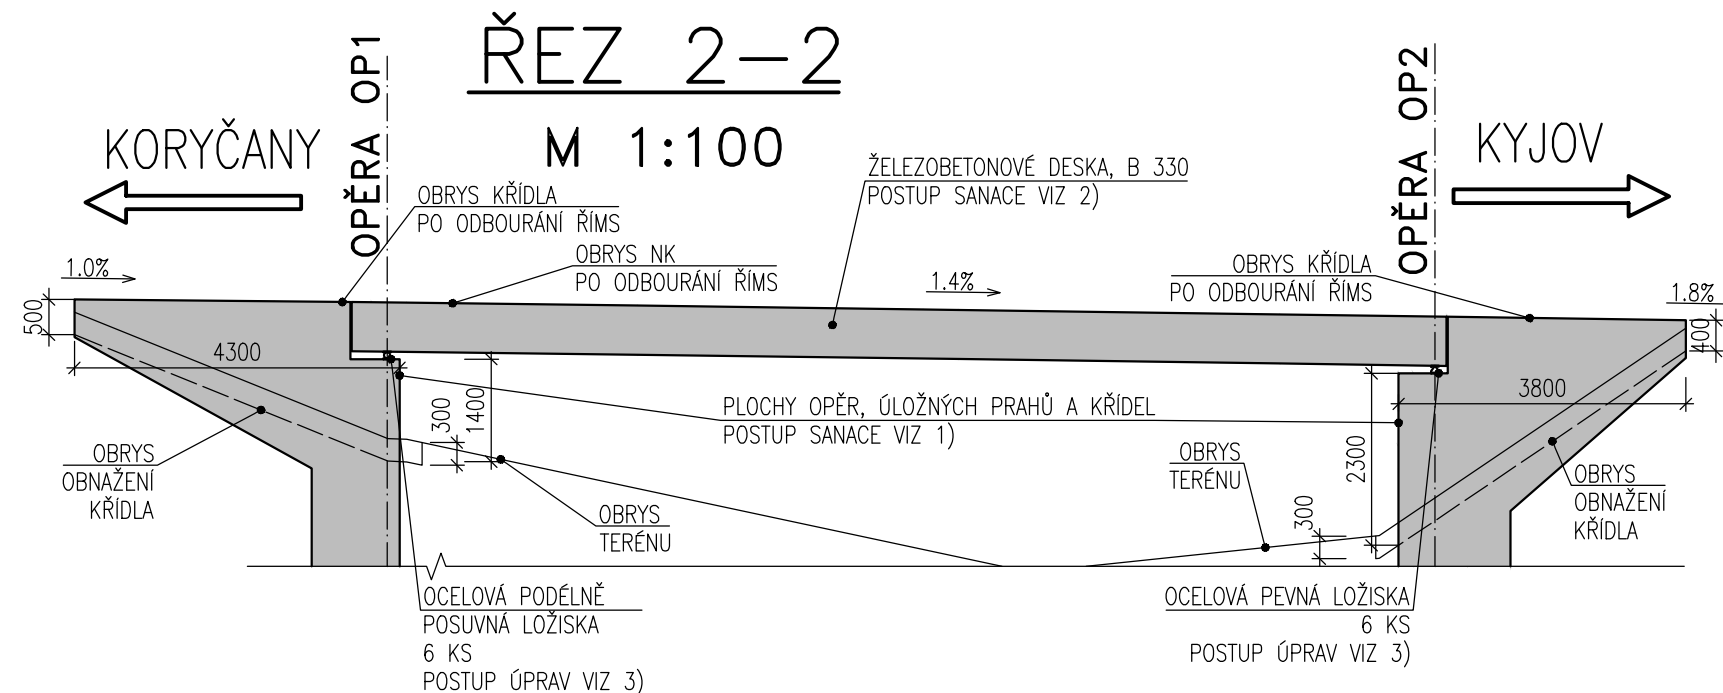 ŘEZ 2-2
M 1:100
KORYČANY
OPĚRA OP1
OPĚRA OP2
KYJOV
ŽELEZOBETONOVÉ DESKA, B 330
POSTUP SANACE VIZ 2)
OBRYS KŘÍDLA
PO ODBOURÁNÍ ŘÍMS
OBRYS NK
PO ODBOURÁNÍ ŘÍMS
OBRYS KŘÍDLA
PO ODBOURÁNÍ ŘÍMS
1.0%
1.4%
1.8%
500
400
4300
3800
300
1400
2300
300
PLOCHY OPĚR, ÚLOŽNÝCH PRAHŮ A KŘÍDEL
POSTUP SANACE VIZ 1)
OBRYS
OBNAŽENÍ
KŘÍDLA
OBRYS
TERÉNU
OBRYS
TERÉNU
OBRYS
OBNAŽENÍ
KŘÍDLA
OCELOVÁ PODÉLNĚ
POSUVNÁ LOŽISKA
6 KS
POSTUP ÚPRAV VIZ 3)
OCELOVÁ PEVNÁ LOŽISKA
6 KS
POSTUP ÚPRAV VIZ 3)